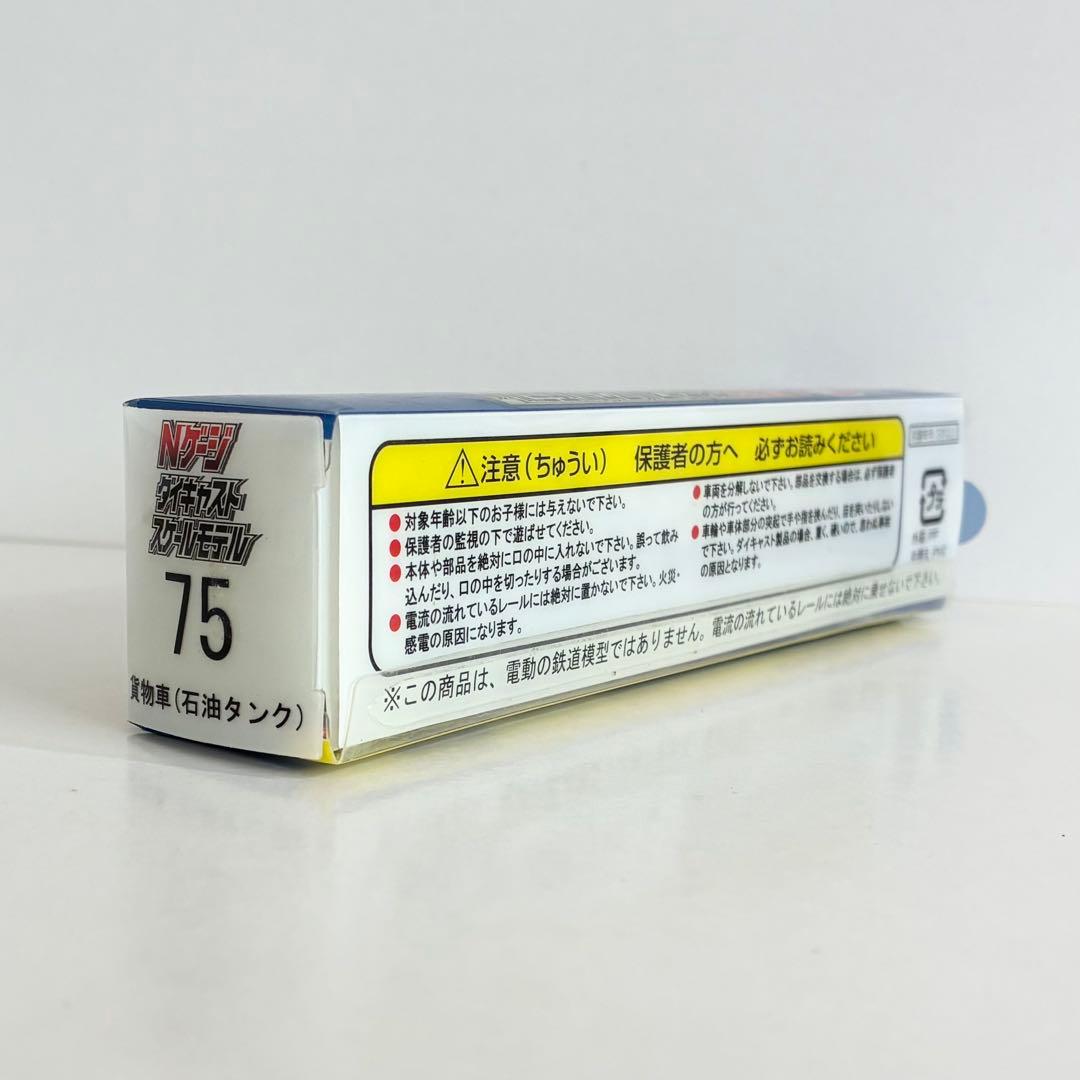 Nゲージ
ダイキャスト
スケールモデル
75
貨物車(石油タンク)
注意(ちゅうい) 保護者の方へ 必ずお読みください
●対象年齢以下のお子様には与えないで下さい。
●保護者の監視の下で遊ばせてください。
●本体や部品を絶対に口の中に入れないで下さい。誤って飲み
込んだり、口の中を切ったりする場合がございます。
●電流の流れているレールには絶対に置かないで下さい。火災・
感電の原因になります。
●車両を分解しないで下さい。部品を交換する場合は、必ず保護者
の方が行ってください。
●車輪や車体部分の突起で手や指を挟んだり、目を突いたりしない
で下さい。ダイキャスト製品の場合、重く、硬いので、思わぬ事故
の原因となります。
※この商品は、電動の鉄道模型ではありません。電流の流れているレールには絶対に乗せないで下さい。
プラ